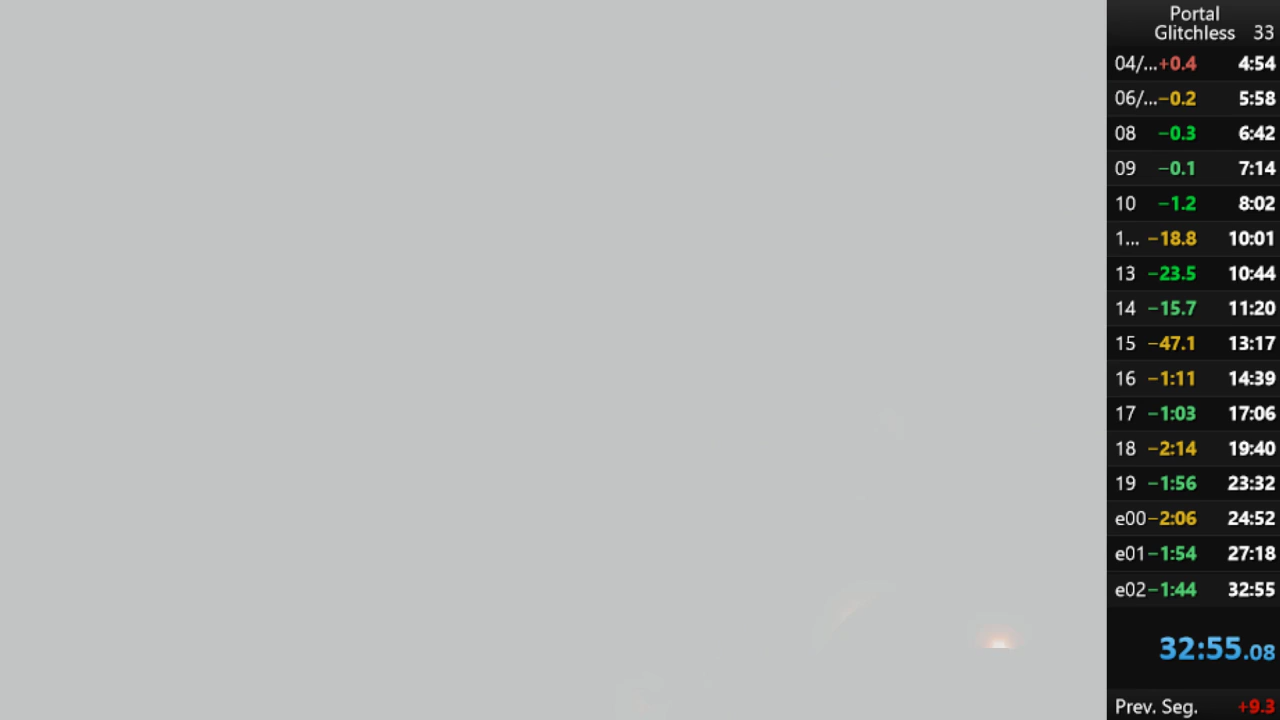 Portal
Glitchless 33
04/... +0.4 4:54
06/... −0.2 5:58
08 −0.3 6:42
09 −0.1 7:14
10 −1.2 8:02
1... −18.8 10:01
13 −23.5 10:44
14 −15.7 11:20
15 −47.1 13:17
16 −1:11 14:39
17 −1:03 17:06
18 −2:14 19:40
19 −1:56 23:32
e00 −2:06 24:52
e01 −1:54 27:18
e02 −1:44 32:55
32:55.08
Prev. Seg. +9.3